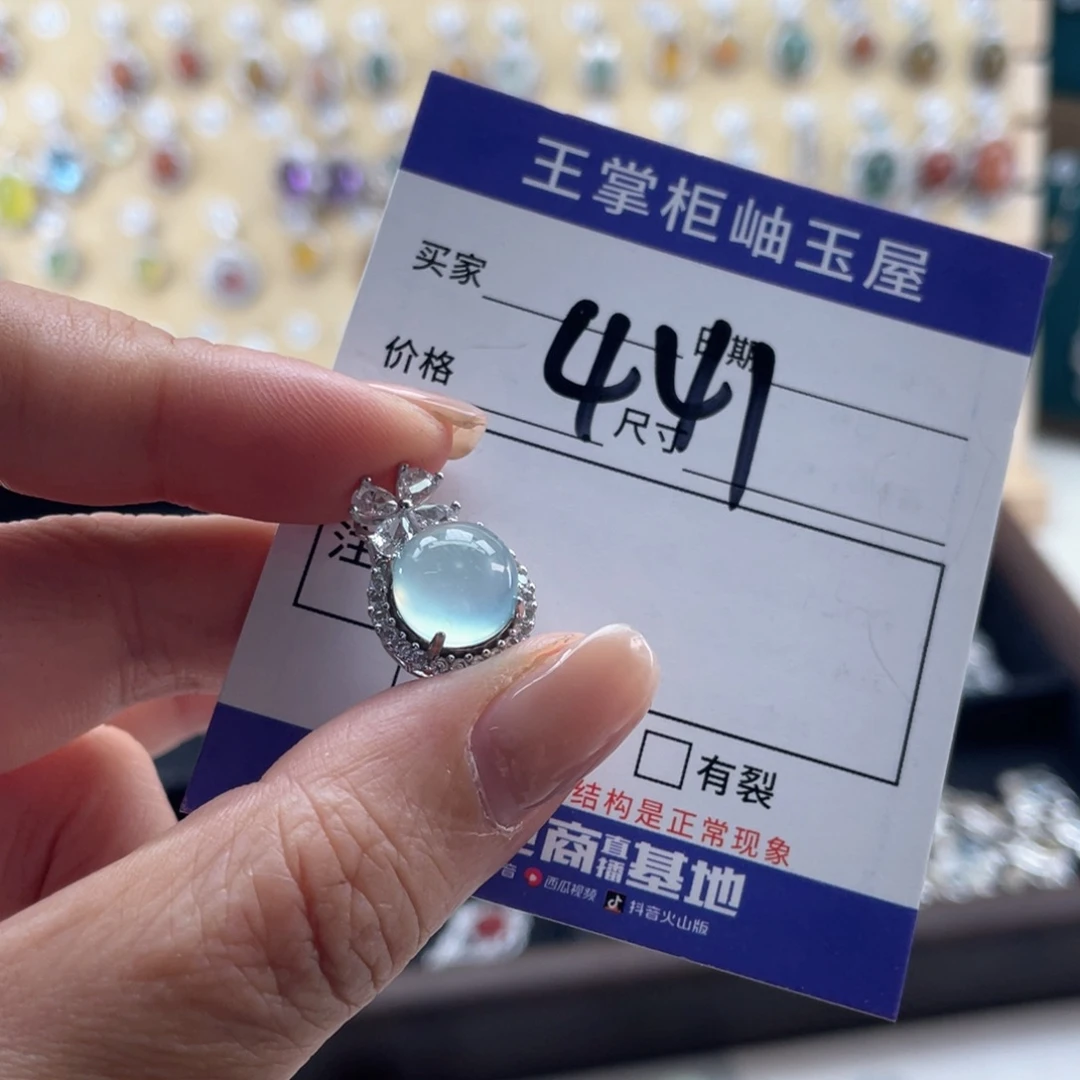 王掌柜岫玉屋
买家 日期
441
价格 尺寸
注
有裂
结构是正常现象
商直播基地
音 西瓜视频 抖音火山版